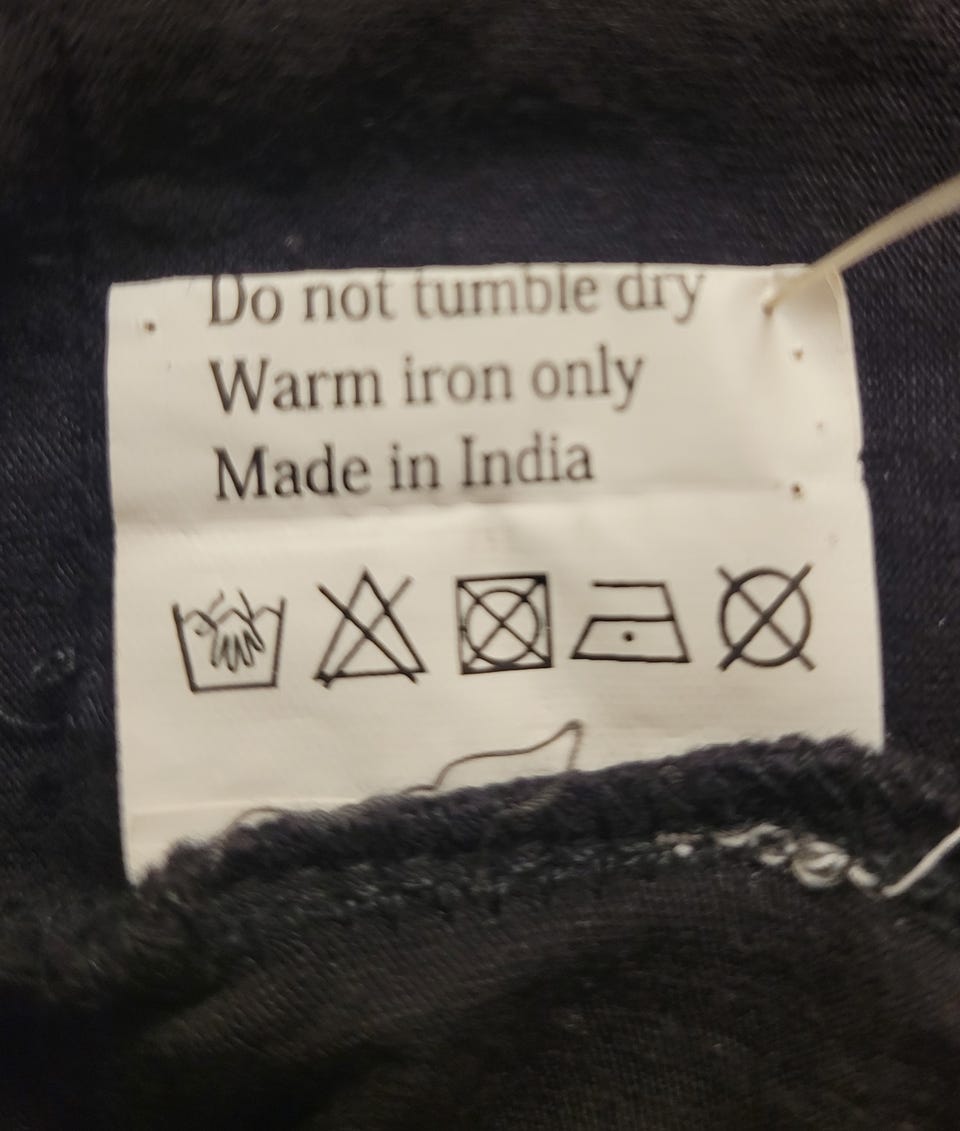 Do not tumble dry
Warm iron only
Made in India